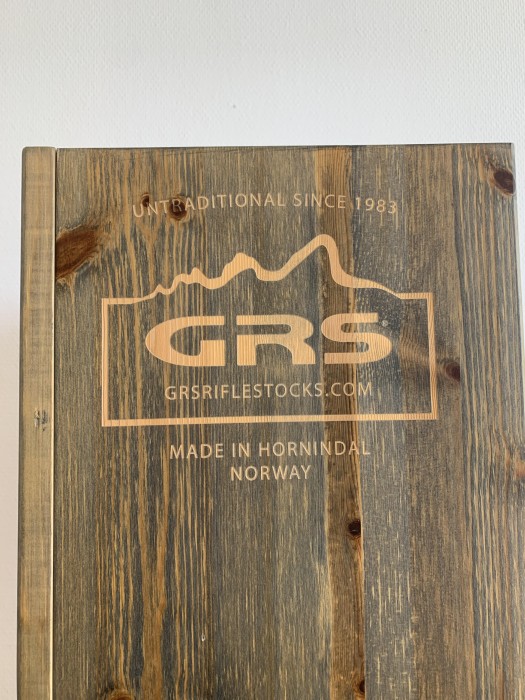 UNTRADITIONAL SINCE 1983
GRS
GRSRIFLESTOCKS.COM
MADE IN HORNINDAL
NORWAY